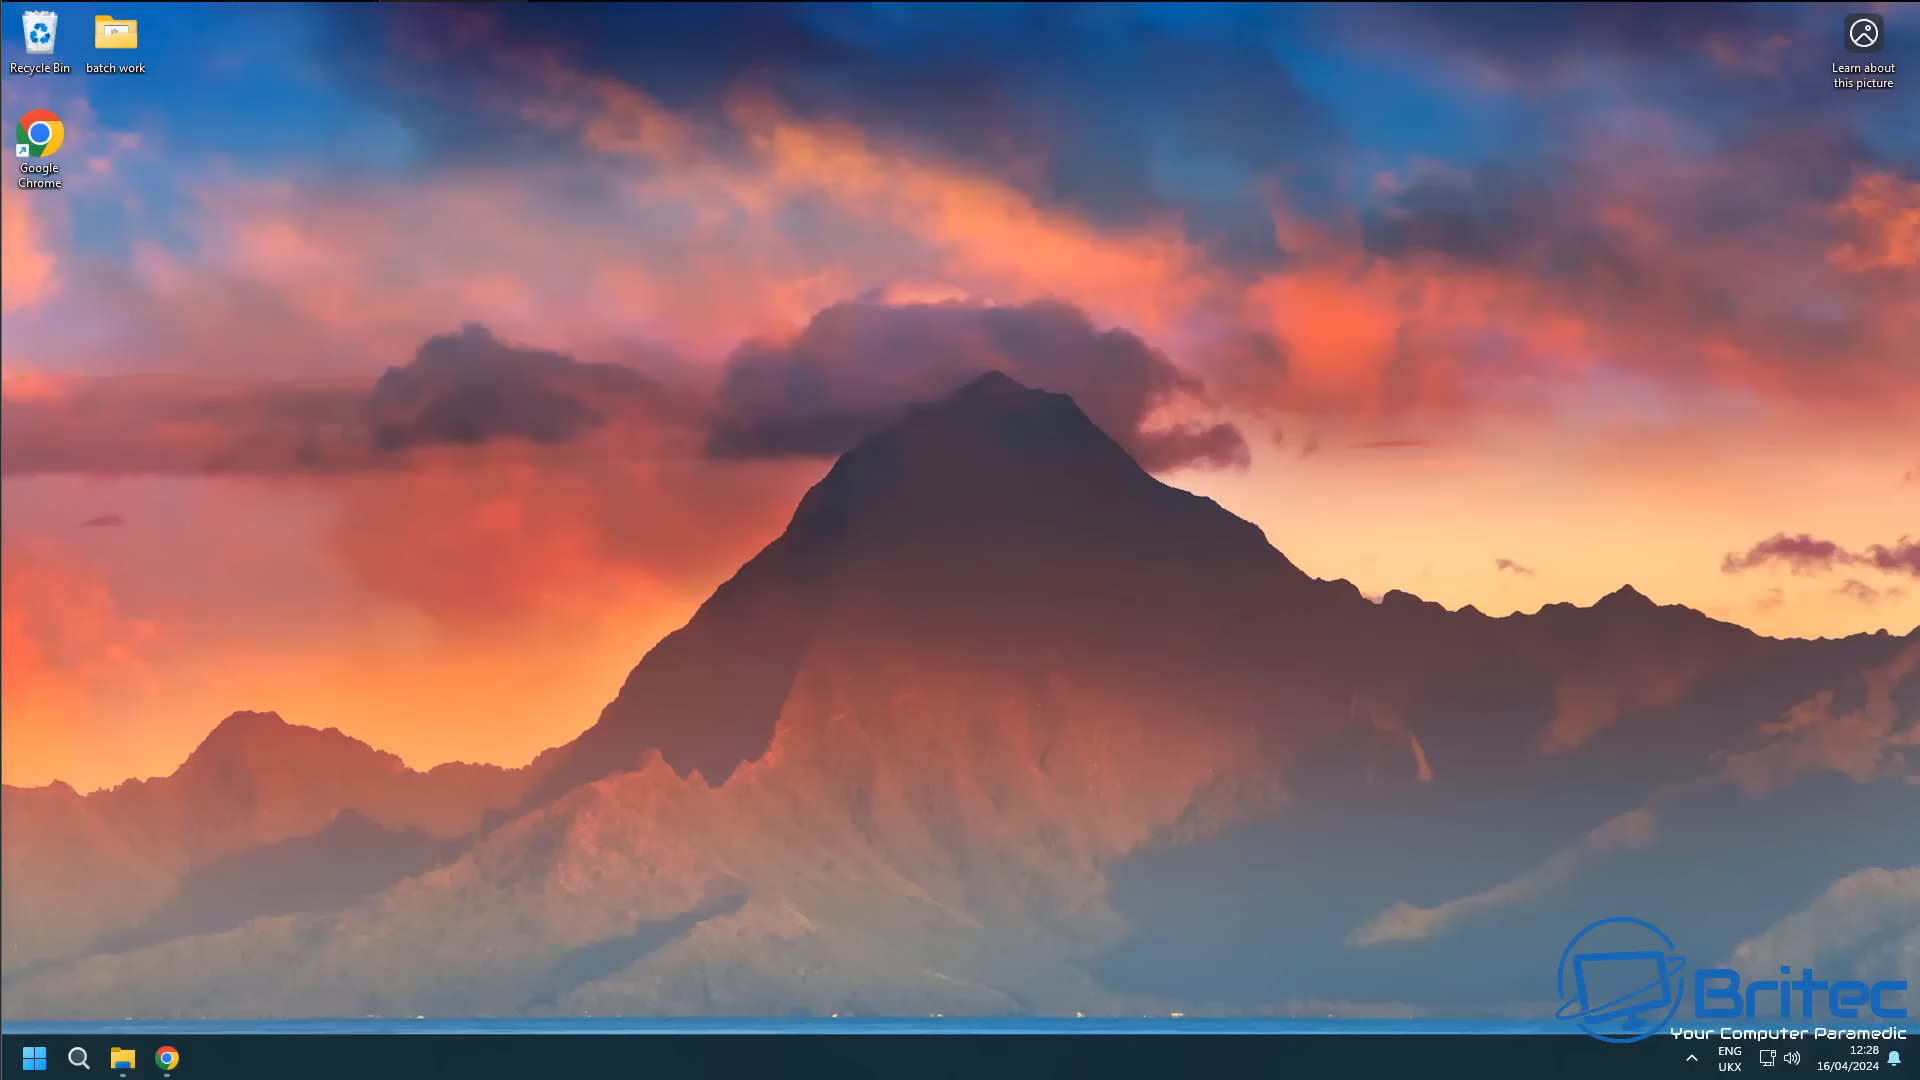 Recycle Bin
batch work
Learn about
this picture
Google
Chrome
Britec
Your Computer Paramedic
ENG
UKX
12:28
16/04/2024